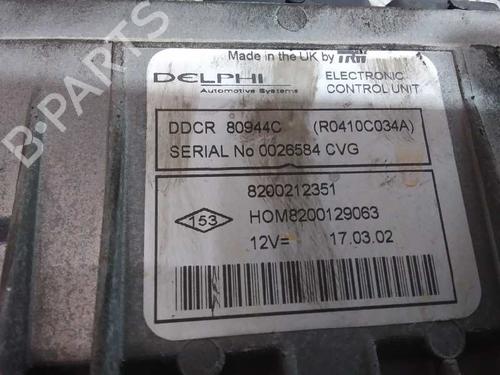 Made in the UK by TRW
DELPHI
Automotive Systems
ELECTRONIC
CONTROL UNIT
DDCR 80944C (R0410C034A)
SERIAL No 0026584 CVG
8200212351
153
HOM8200129063
12V= 17.03.02
B-Parts